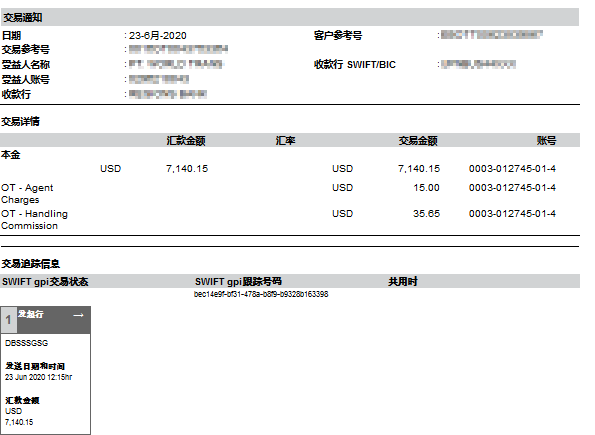 交易通知
日期 : 23-6月-2020 客户参考号 :
交易参考号 :
受益人名称 : 收款行 SWIFT/BIC :
受益人账号 :
收款行 :
交易详情
汇款金额 汇率 交易金额 账号
本金
USD 7,140.15 USD 7,140.15 0003-012745-01-4
OT - Agent USD 15.00 0003-012745-01-4
Charges
OT - Handling USD 35.65 0003-012745-01-4
Commission
交易追踪信息
SWIFT gpi交易状态 SWIFT gpi跟踪号码 共用时
bec14e9f-bf31-478a-b8f9-b9328b163398
1 发起行 →
DBSSSGSG
发送日期和时间
23 Jun 2020 12:15hr
汇款金额
USD
7,140.15